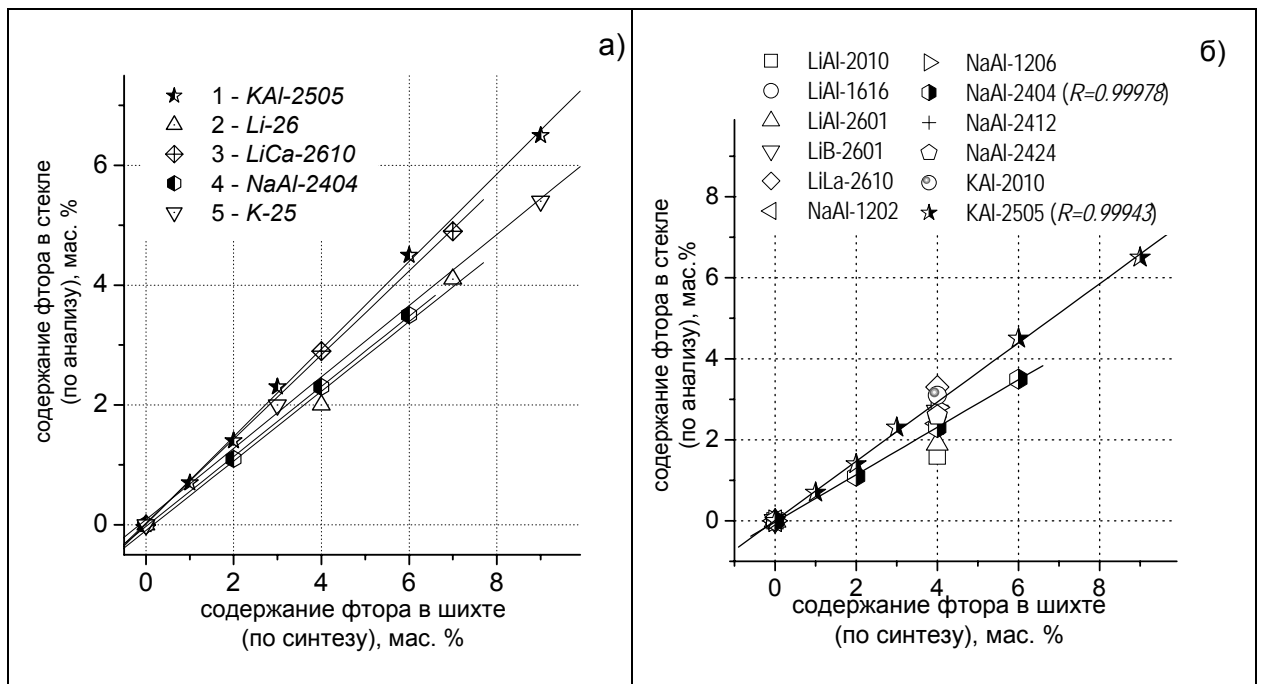 а)
1 - KAl-2505
2 - Li-26
3 - LiCa-2610
4 - NaAl-2404
5 - K-25
содержание фтора в стекле
(по анализу), мас. %
6
4
2
0
0 2 4 6 8
содержание фтора в шихте
(по синтезу), мас. %
б)
LiAl-2010
LiAl-1616
LiAl-2601
LiB-2601
LiLa-2610
NaAl-1202
NaAl-1206
NaAl-2404 (R=0.99978)
NaAl-2412
NaAl-2424
KAl-2010
KAl-2505 (R=0.99943)
содержание фтора в стекле
(по анализу), мас.%
8
6
4
2
0
0 2 4 6 8
содержание фтора в шихте
(по синтезу), мас. %